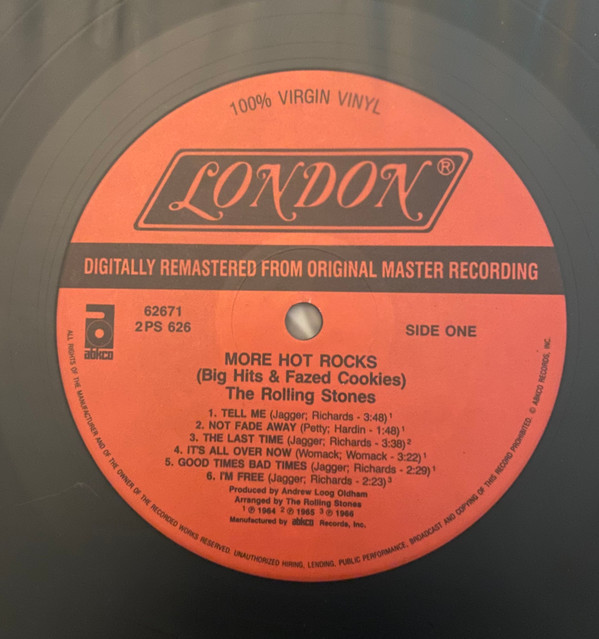 100% VIRGIN VINYL
LONDON®
DIGITALLY REMASTERED FROM ORIGINAL MASTER RECORDING
abkco
62671
2PS 626
SIDE ONE
MORE HOT ROCKS
(Big Hits & Fazed Cookies)
The Rolling Stones
1. TELL ME (Jagger; Richards - 3:48)¹
2. NOT FADE AWAY (Petty; Hardin - 1:48)¹
3. THE LAST TIME (Jagger; Richards - 3:38)²
4. IT'S ALL OVER NOW (Womack; Womack - 3:22)¹
5. GOOD TIMES BAD TIMES (Jagger; Richards - 2:29)¹
6. I'M FREE (Jagger; Richards - 2:23)³
Produced by Andrew Loog Oldham
Arranged by The Rolling Stones
1 ℗ 1964 2 ℗ 1965 3 ℗ 1966
Manufactured by abkco Records, Inc.
ALL RIGHTS OF THE MANUFACTURER AND OF THE OWNER OF THE RECORDED WORKS RESERVED. UNAUTHORIZED HIRING, LENDING, PUBLIC PERFORMANCE, BROADCAST AND COPYING OF THIS RECORD PROHIBITED. © ABKCO RECORDS, INC.